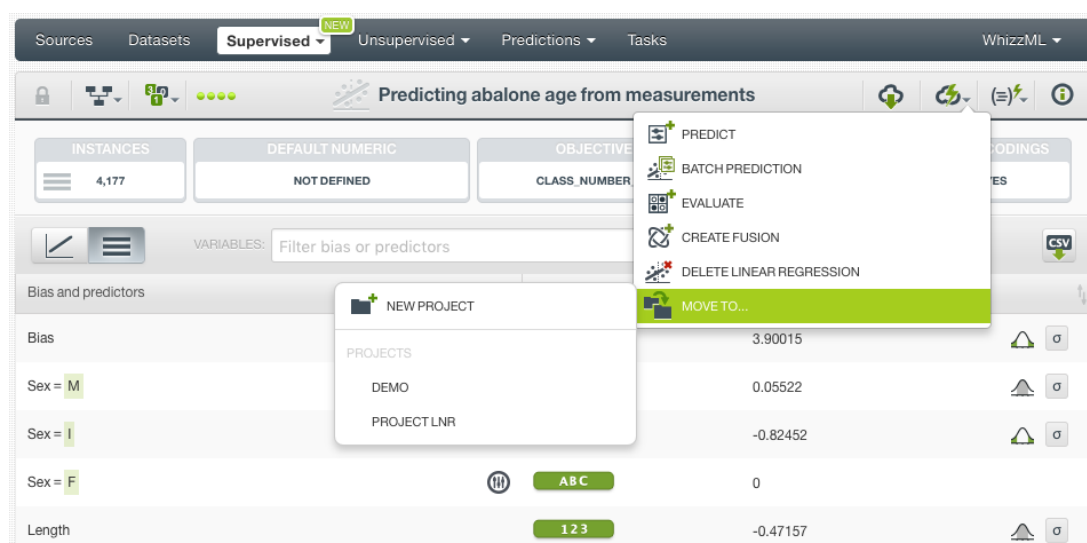 NEW
Sources Datasets Supervised Unsupervised Predictions Tasks WhizzML
Predicting abalone age from measurements
INSTANCES DEFAULT NUMERIC OBJECTIVE CODINGS
4,177 NOT DEFINED CLASS_NUMBER_
VARIABLES: Filter bias or predictors CSV
PREDICT
BATCH PREDICTION
EVALUATE
CREATE FUSION
DELETE LINEAR REGRESSION
MOVE TO...
NEW PROJECT
PROJECTS
DEMO
PROJECT LNR
Bias and predictors
Bias 3.90015 σ
Sex = M 0.05522 σ
Sex = I -0.82452 σ
Sex = F ABC 0
Length 123 -0.47157 σ